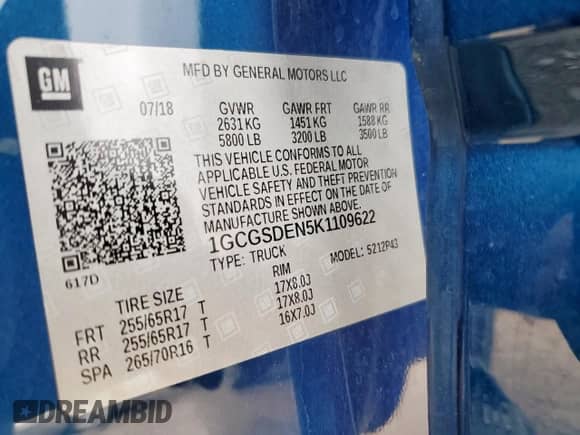 GM
MFD BY GENERAL MOTORS LLC
07/18 GVWR GAWR FRT GAWR RR
2631 KG 1451 KG 1588 KG
5800 LB 3200 LB 3500 LB
THIS VEHICLE CONFORMS TO ALL
APPLICABLE U.S. FEDERAL MOTOR
VEHICLE SAFETY AND THEFT PREVENTION
STANDARDS IN EFFECT ON THE DATE OF
MANUFACTURE SHOWN ABOVE.
1GCGSDEN5K1109622
617D TYPE: TRUCK MODEL: 5212P43
TIRE SIZE RIM
FRT 255/65R17 T 17X8.0J
RR 255/65R17 T 17X8.0J
SPA 265/70R16 T 16X7.0J
DREAMBID